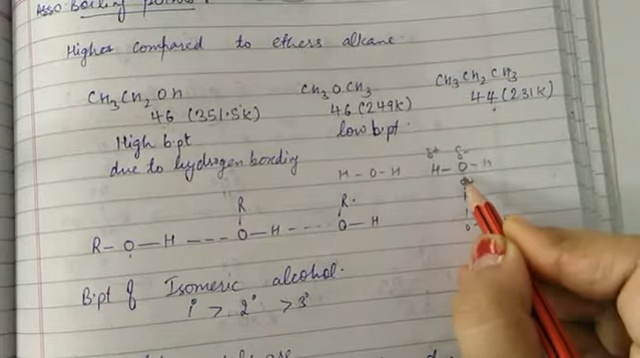 Boiling point
Higher compared to ethers alkane.
CH3CH2OH CH3OCH3 CH3CH2CH3
46 (351.5K) 46 (249K) 44 (231K)
High b.pt low b.pt.
due to hydrogen bonding
H-O-H
δ+ δ-
H-O-H
R R.
R-O-H---O-H----O-H
B.pt of Isomeric alcohol.
1° > 2° > 3°